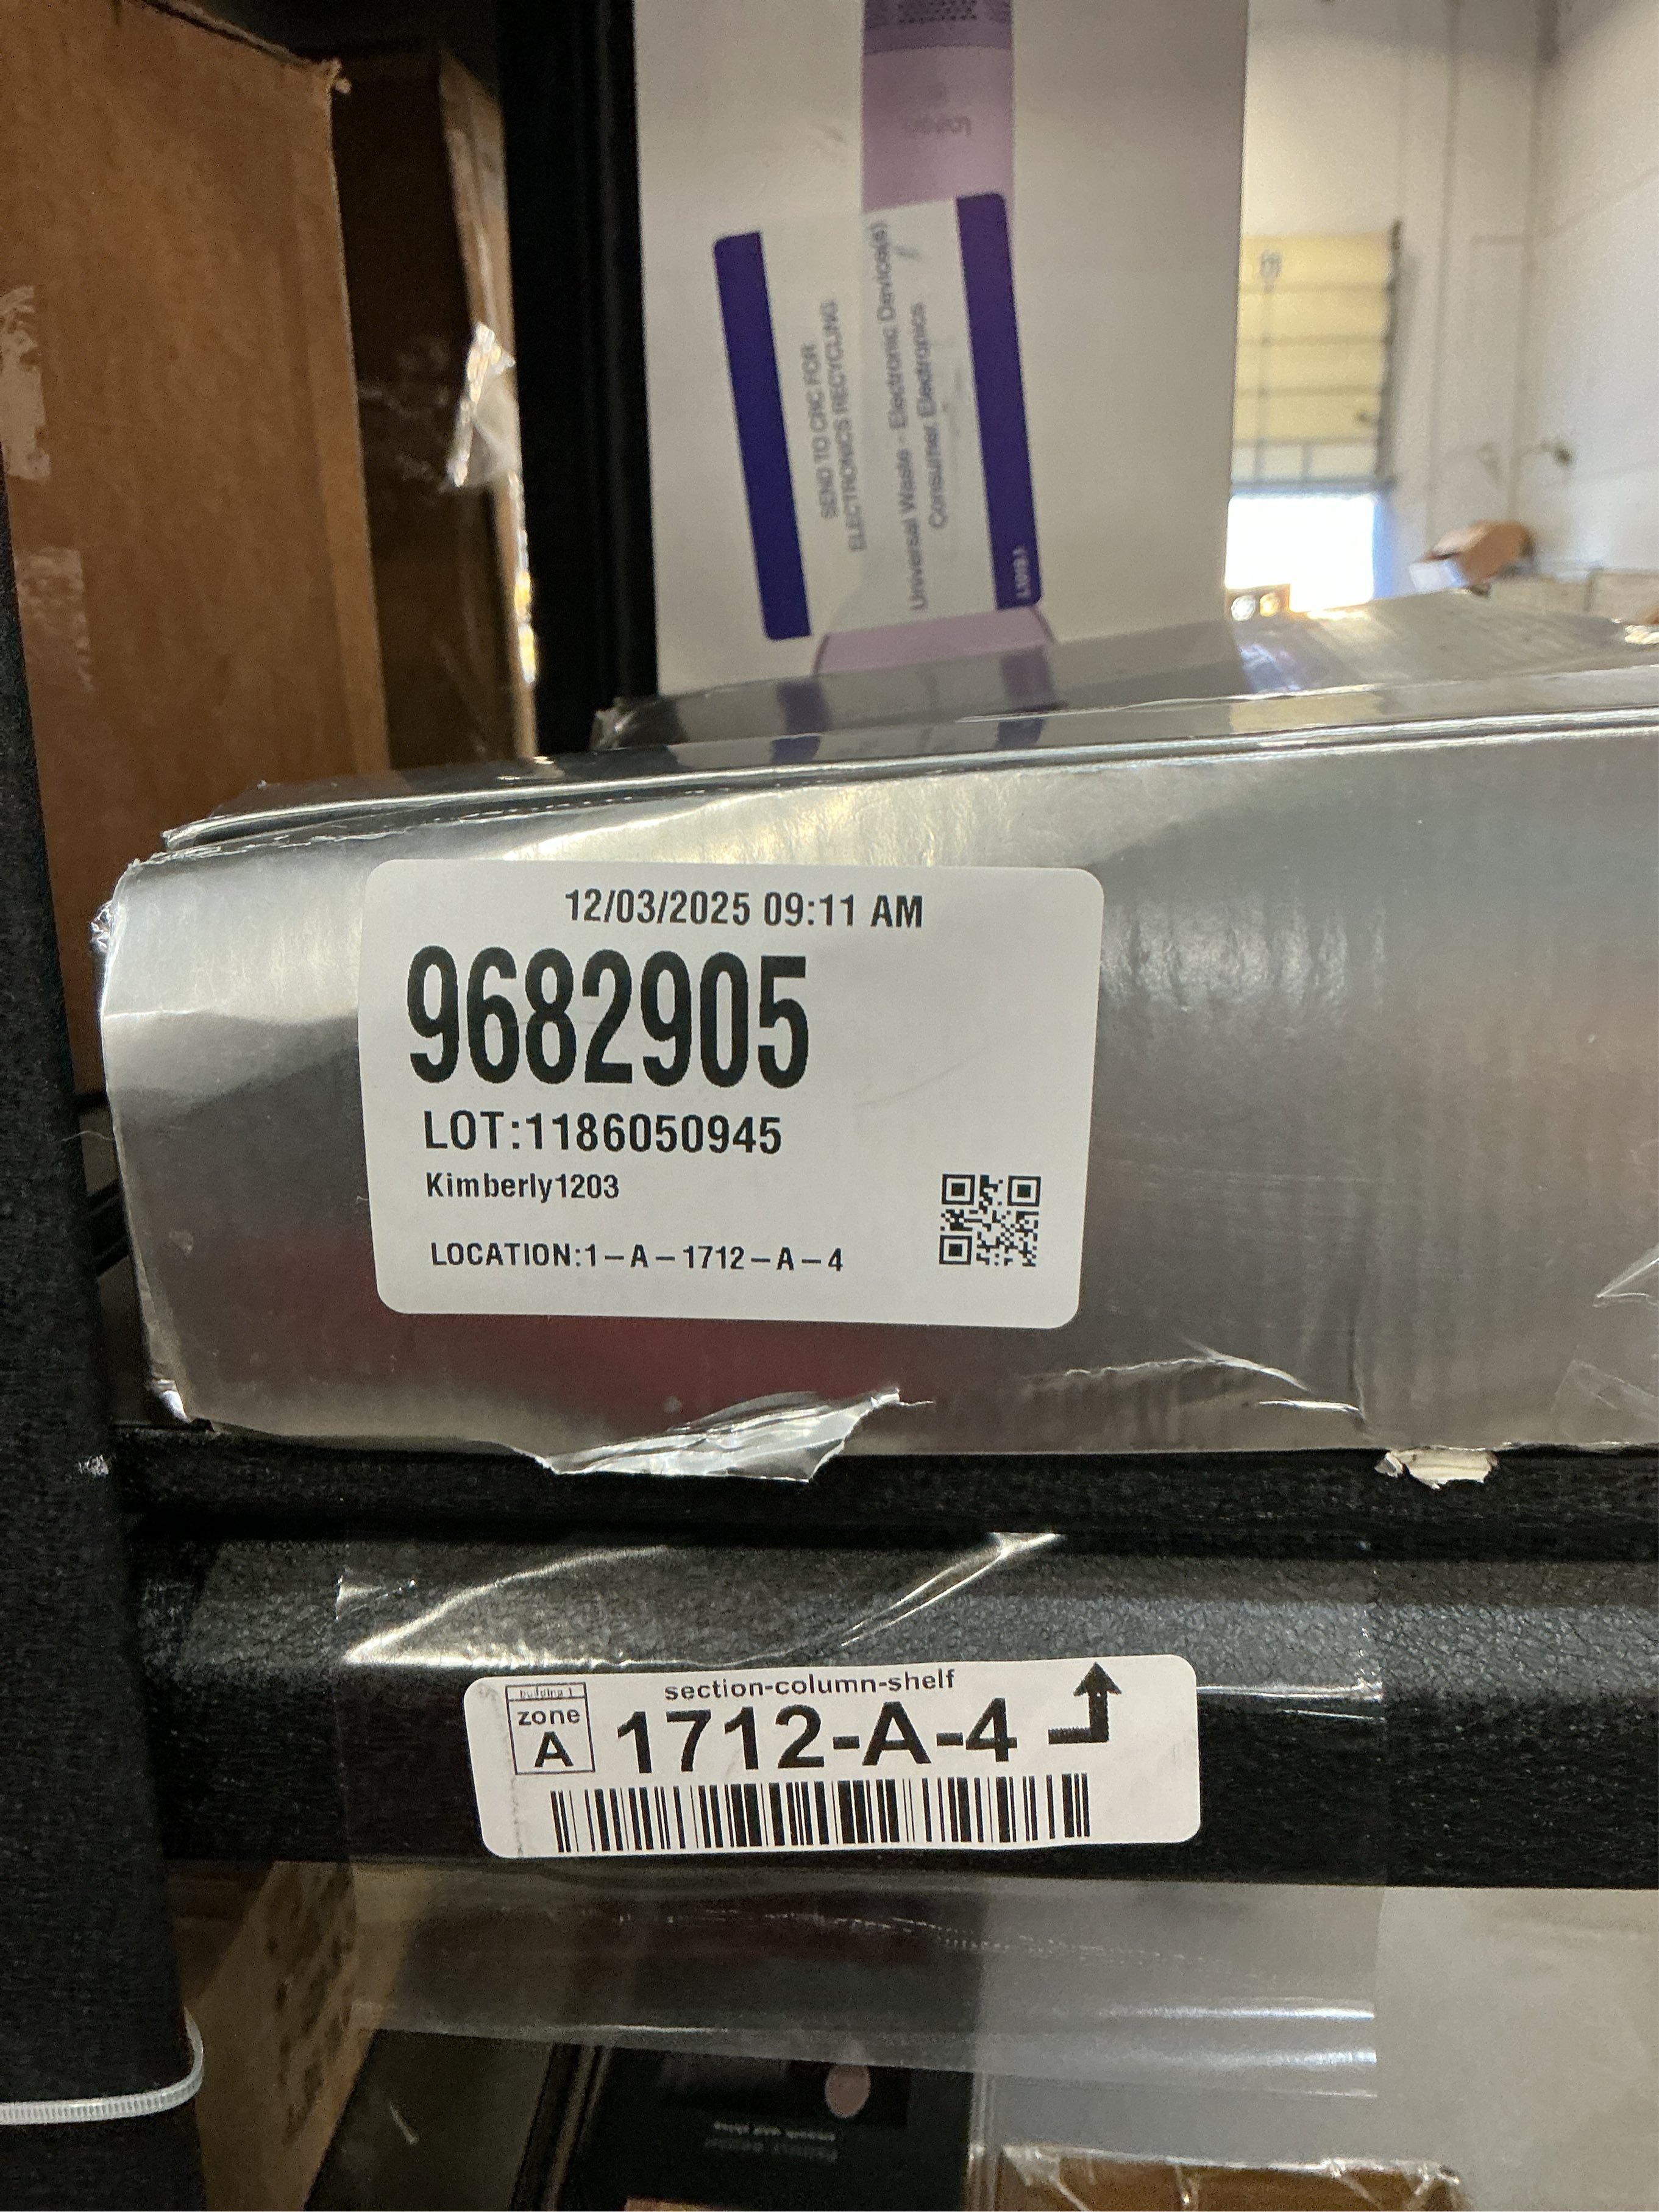 SEND TO CRC FOR
ELECTRONICS RECYCLING
Universal Waste - Electronic Device(s)
Consumer Electronics
12/03/2025 09:11 AM
9682905
LOT:1186050945
Kimberly1203
LOCATION:1-A-1712-A-4
building 1
zone
A
section-column-shelf
1712-A-4